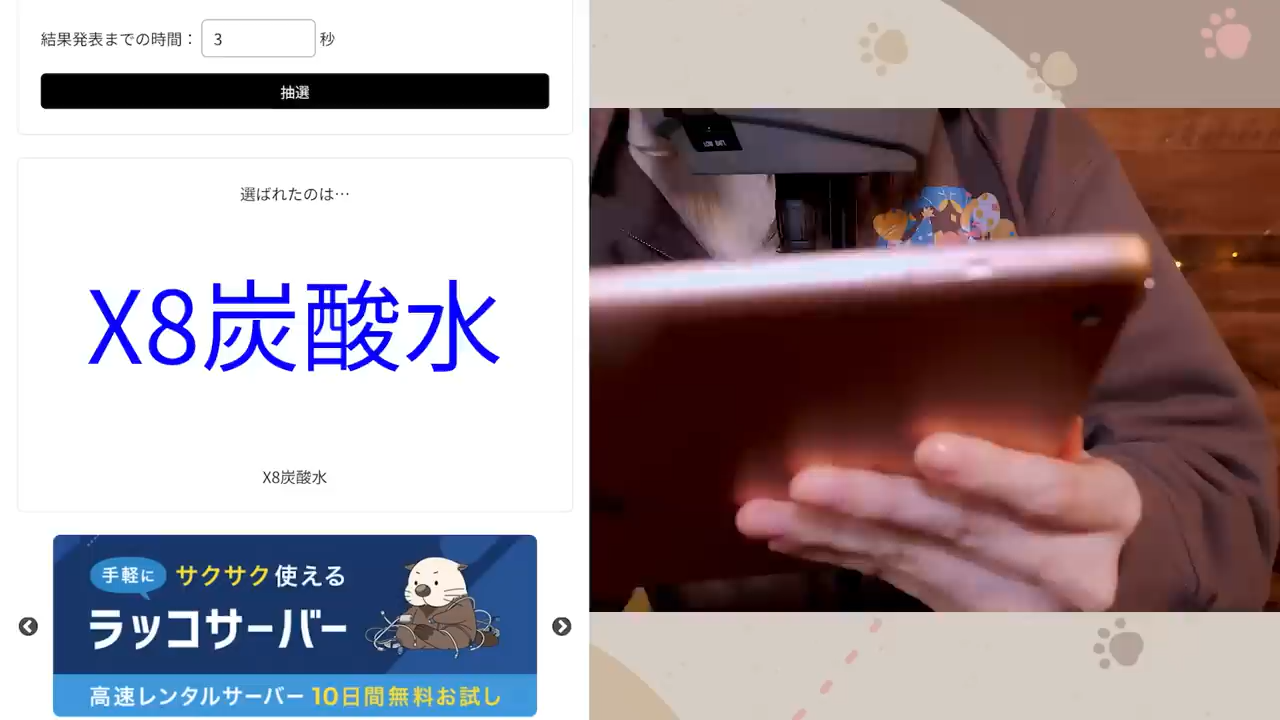 結果発表までの時間： 3 秒
抽選
選ばれたのは…
X8炭酸水
X8炭酸水
手軽に サクサク使える
ラッコサーバー
高速レンタルサーバー 10日間無料お試し